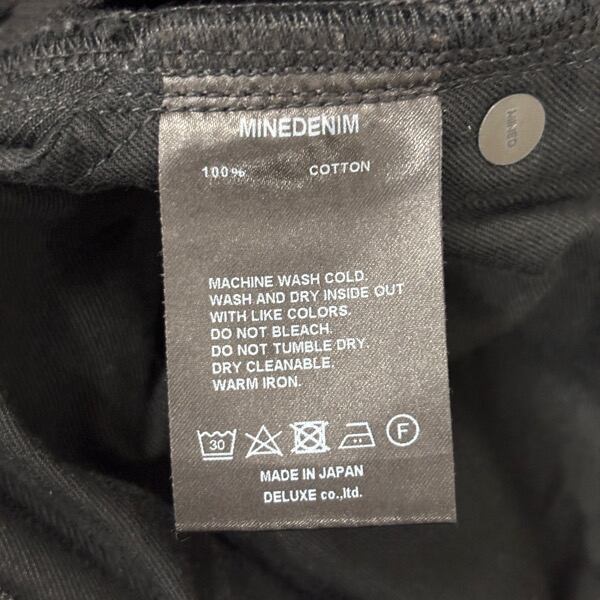 MINEDENIM
100% COTTON
MACHINE WASH COLD.
WASH AND DRY INSIDE OUT
WITH LIKE COLORS.
DO NOT BLEACH.
DO NOT TUMBLE DRY.
DRY CLEANABLE.
WARM IRON.
30
F
MADE IN JAPAN
DELUXE co.,ltd.